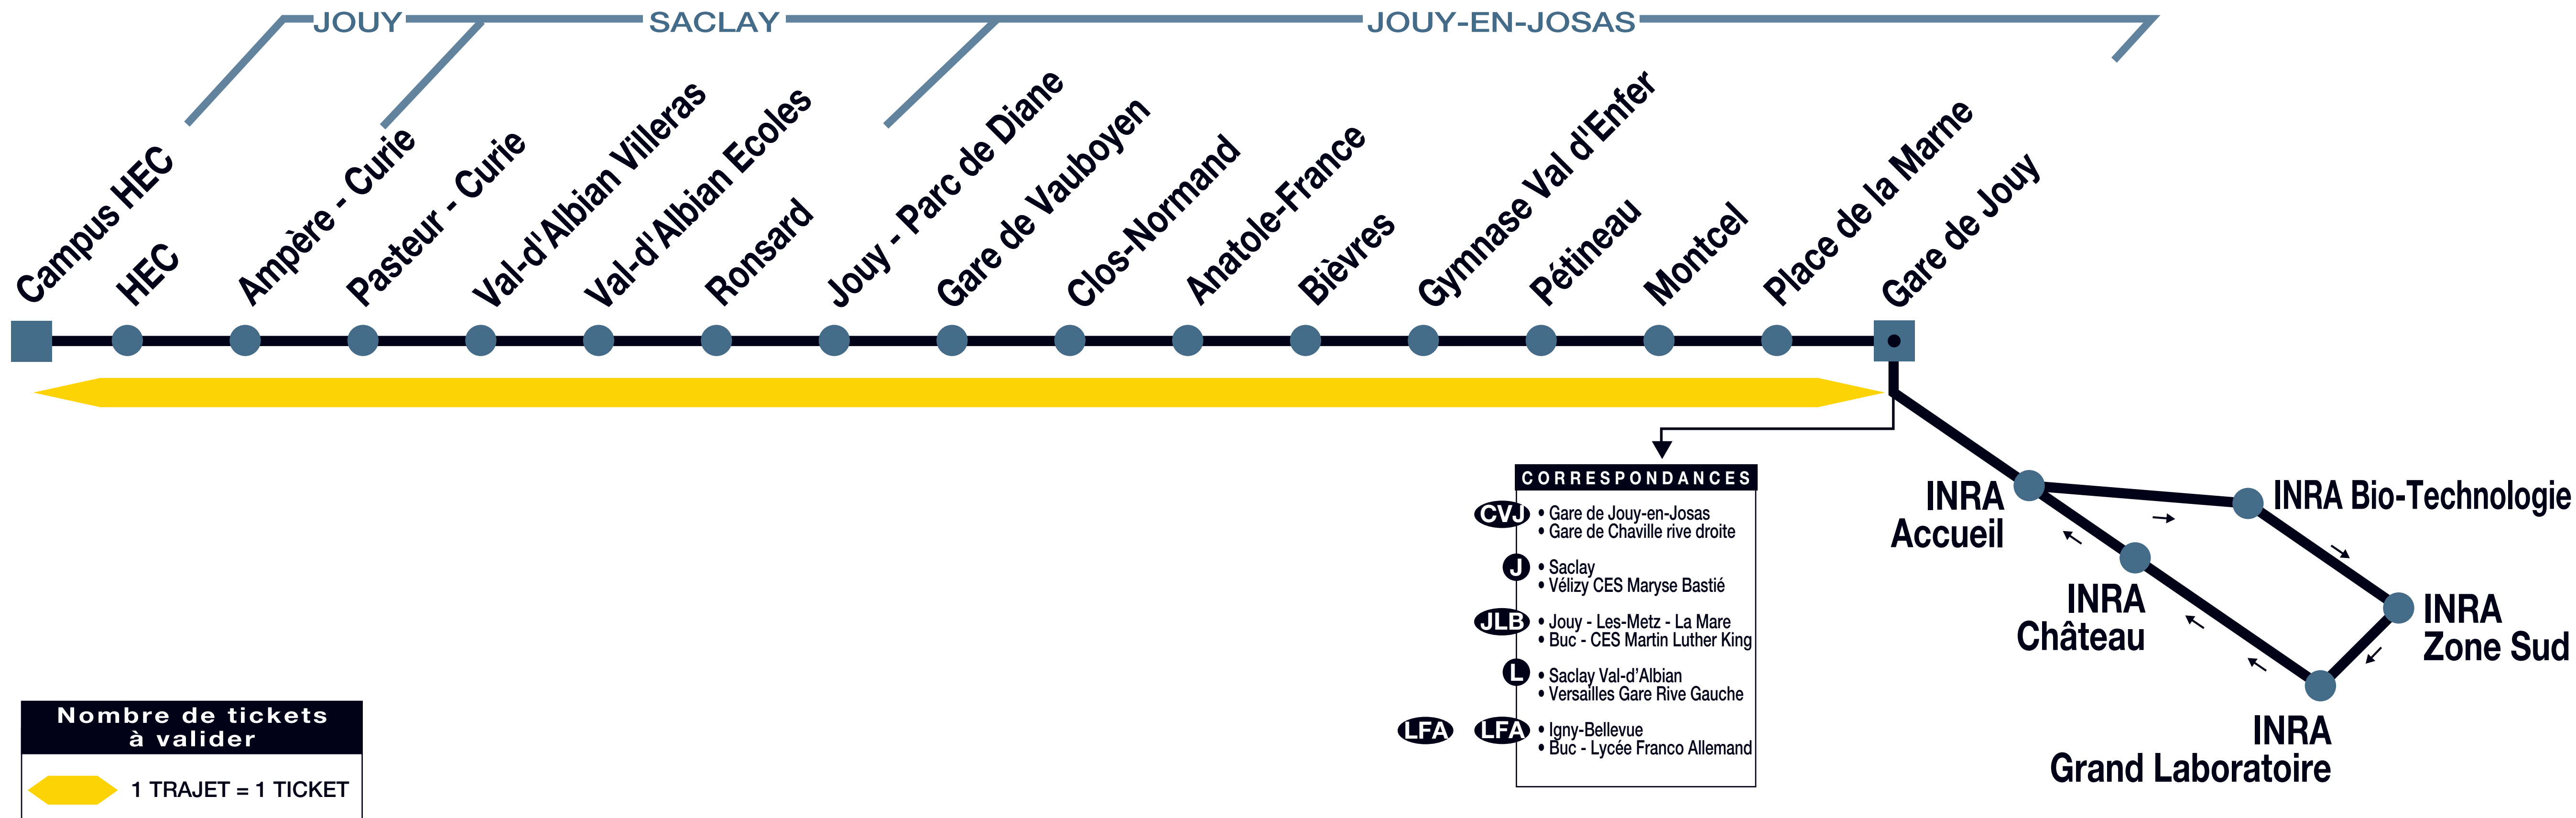 JOUY
SACLAY
JOUY-EN-JOSAS
Campus HEC
HEC
Ampère - Curie
Pasteur - Curie
Val-d'Albian Villeras
Val-d'Albian Ecoles
Ronsard
Jouy - Parc de Diane
Gare de Vauboyen
Clos-Normand
Anatole-France
Bièvres
Gymnase Val d'Enfer
Pétineau
Montcel
Place de la Marne
Gare de Jouy
CORRESPONDANCES
CVJ • Gare de Jouy-en-Josas
• Gare de Chaville rive droite
J • Saclay
• Vélizy CES Maryse Bastié
JLB • Jouy - Les-Metz - La Mare
• Buc - CES Martin Luther King
L • Saclay Val-d'Albian
• Versailles Gare Rive Gauche
LFA LFA • Igny-Bellevue
• Buc - Lycée Franco Allemand
INRA
Accueil
INRA Bio-Technologie
INRA
Château
INRA
Zone Sud
INRA
Grand Laboratoire
Nombre de tickets
à valider
1 TRAJET = 1 TICKET